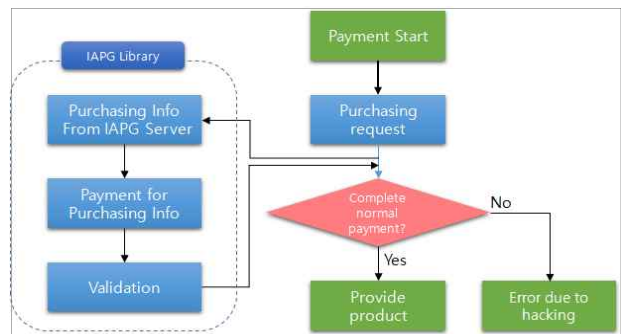 Payment Start
IAPG Library
Purchasing Info
From IAPG Server
Purchasing
request
Payment for
Purchasing Info
Complete
normal
payment?
No
Yes
Validation
Provide
product
Error due to
hacking